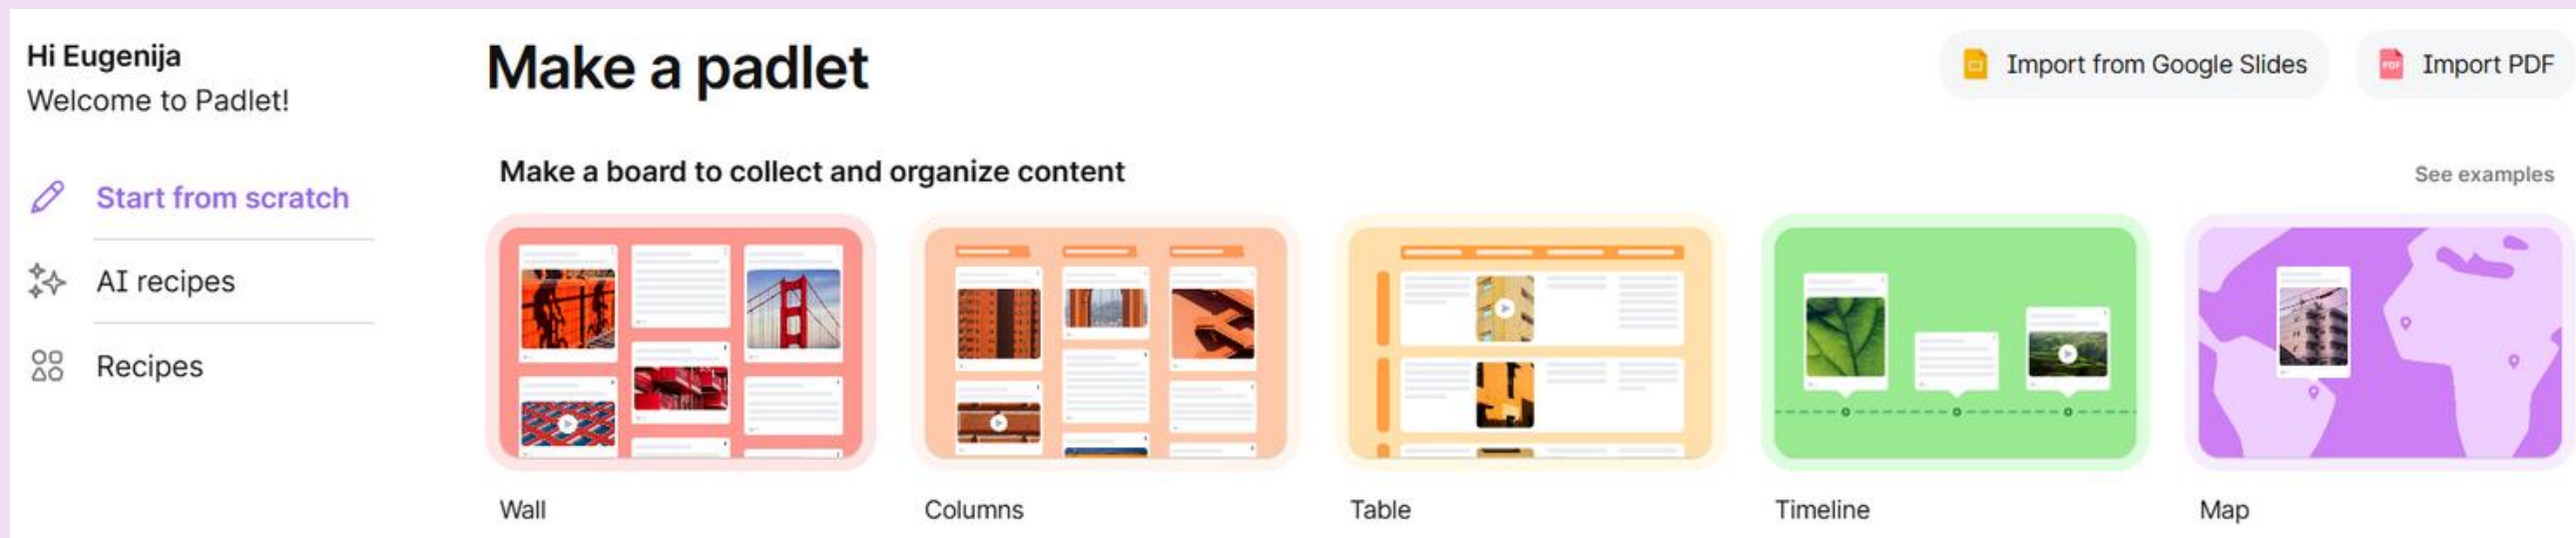 Hi Eugenija
Welcome to Padlet!
Start from scratch
AI recipes
Recipes
Make a padlet
Import from Google Slides
PDF
Import PDF
Make a board to collect and organize content
See examples
Wall
Columns
Table
Timeline
Map